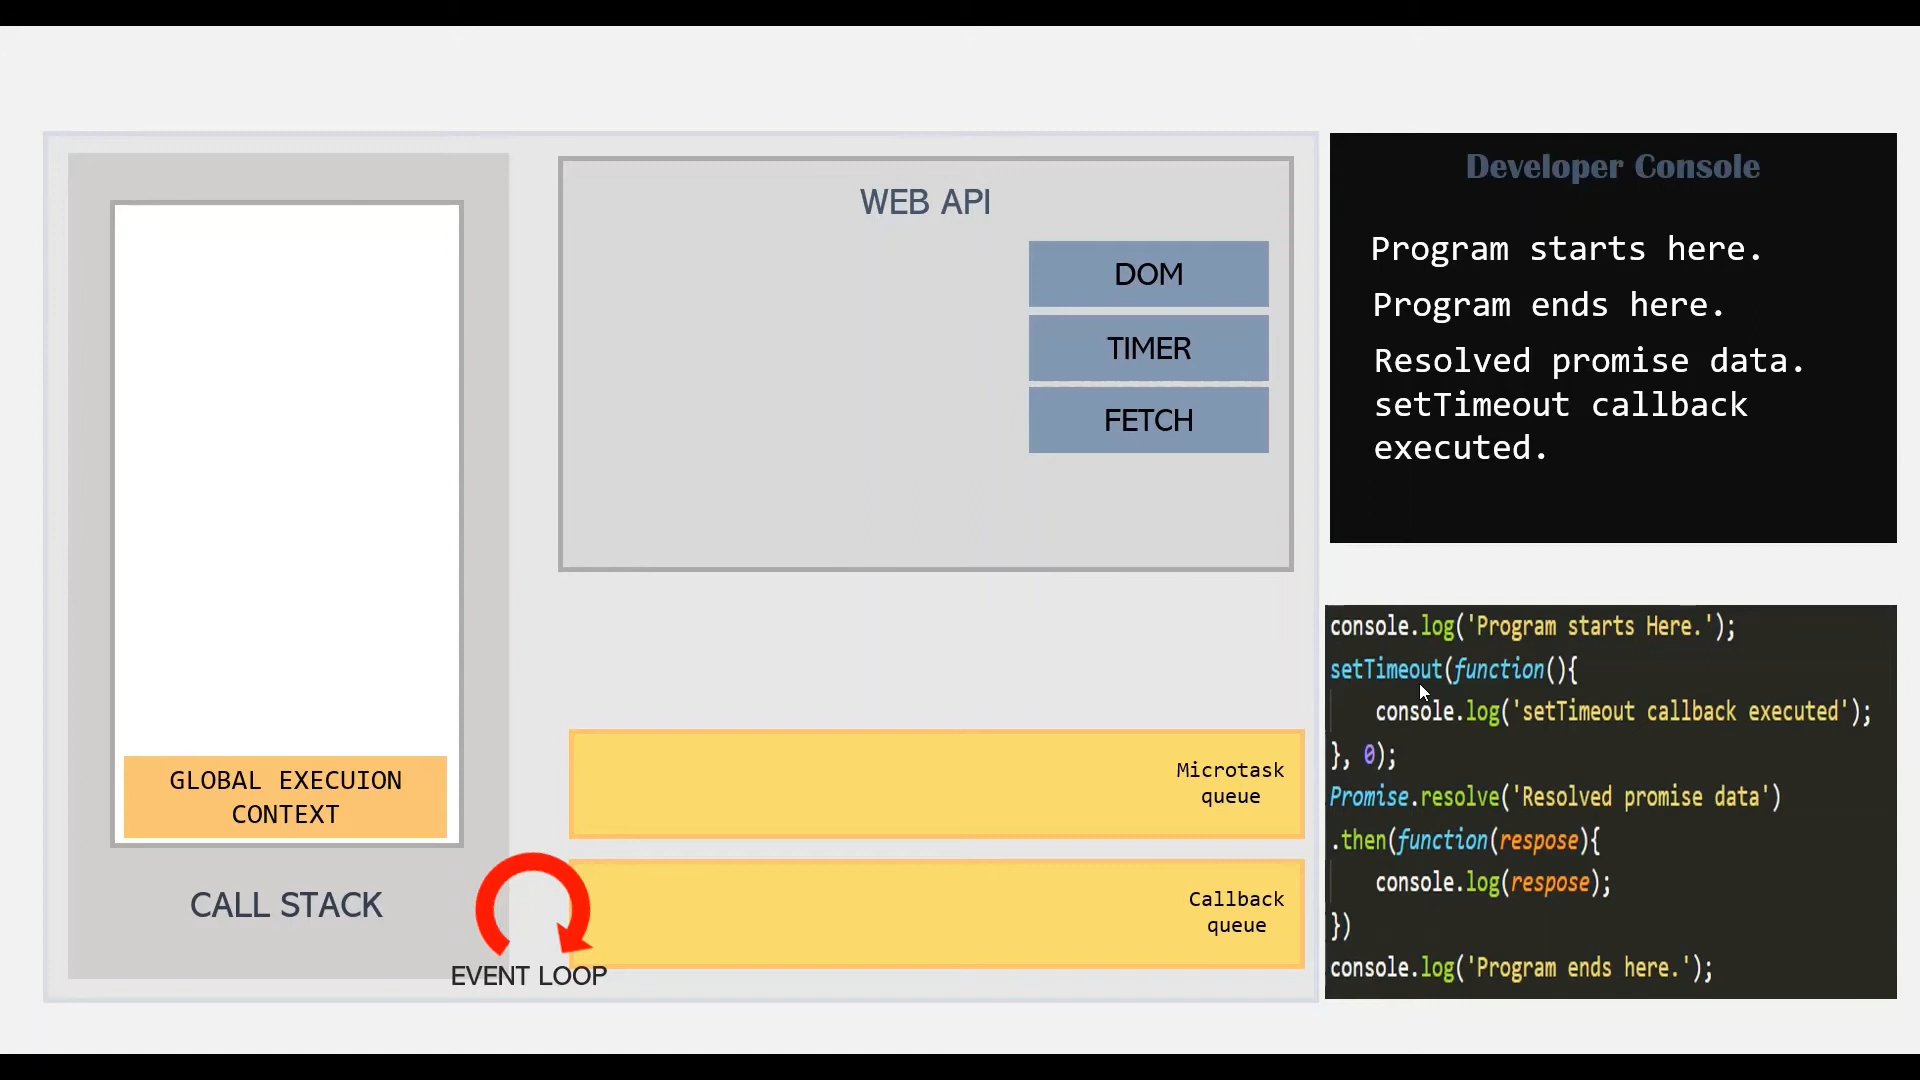 WEB API
DOM
TIMER
FETCH
GLOBAL EXECUION
CONTEXT
CALL STACK
EVENT LOOP
Microtask
queue
Callback
queue
Developer Console
Program starts here.
Program ends here.
Resolved promise data.
setTimeout callback
executed.
console.log('Program starts Here.');
setTimeout(function(){
    console.log('setTimeout callback executed');
}, 0);
Promise.resolve('Resolved promise data')
.then(function(respose){
    console.log(respose);
})
console.log('Program ends here.');